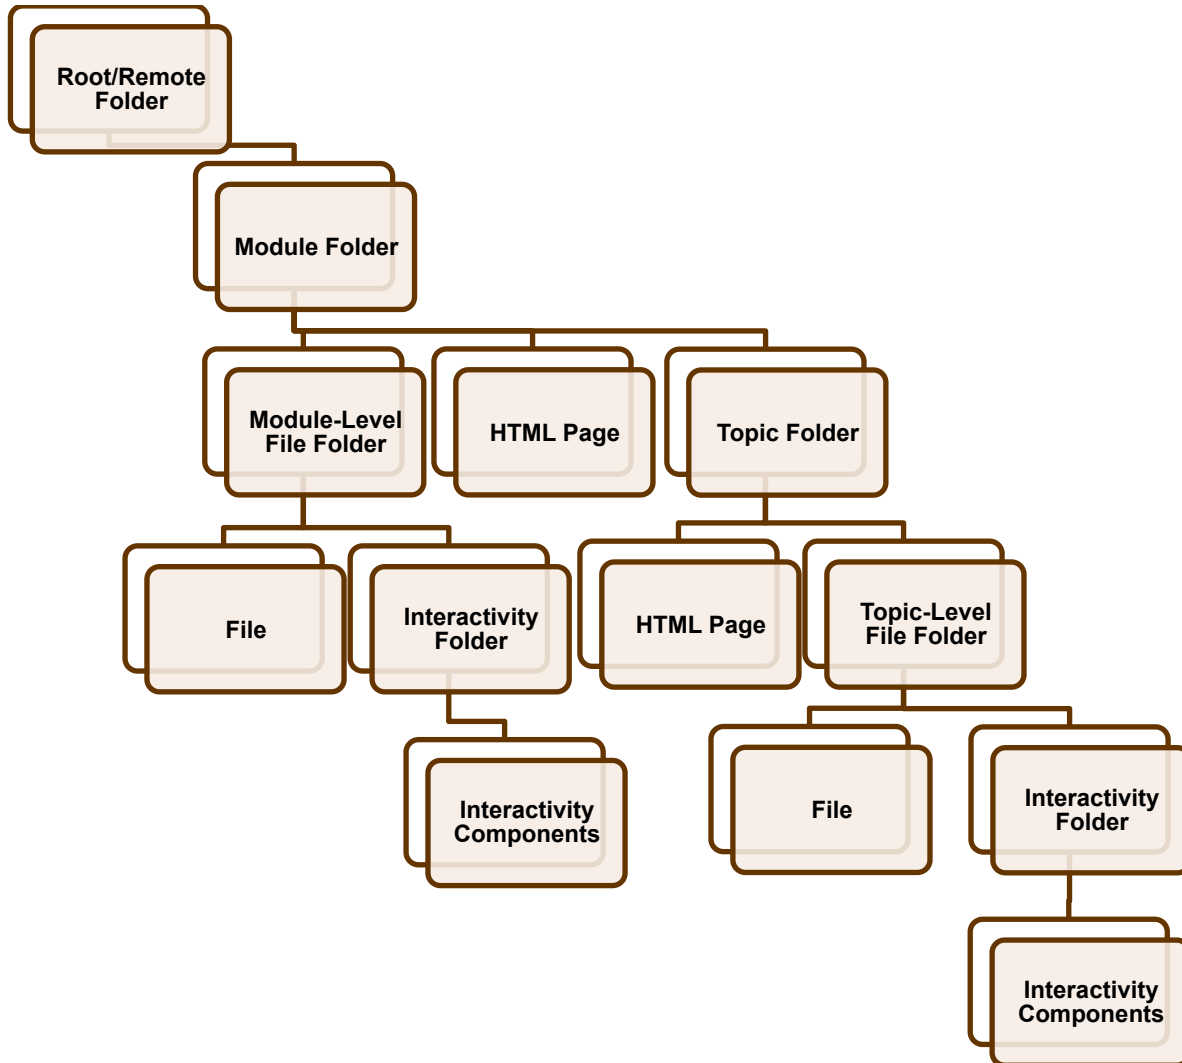 Root/Remote
Folder
Module Folder
Module-Level
File Folder
HTML Page
Topic Folder
File
Interactivity
Folder
HTML Page
Topic-Level
File Folder
Interactivity
Components
File
Interactivity
Folder
Interactivity
Components